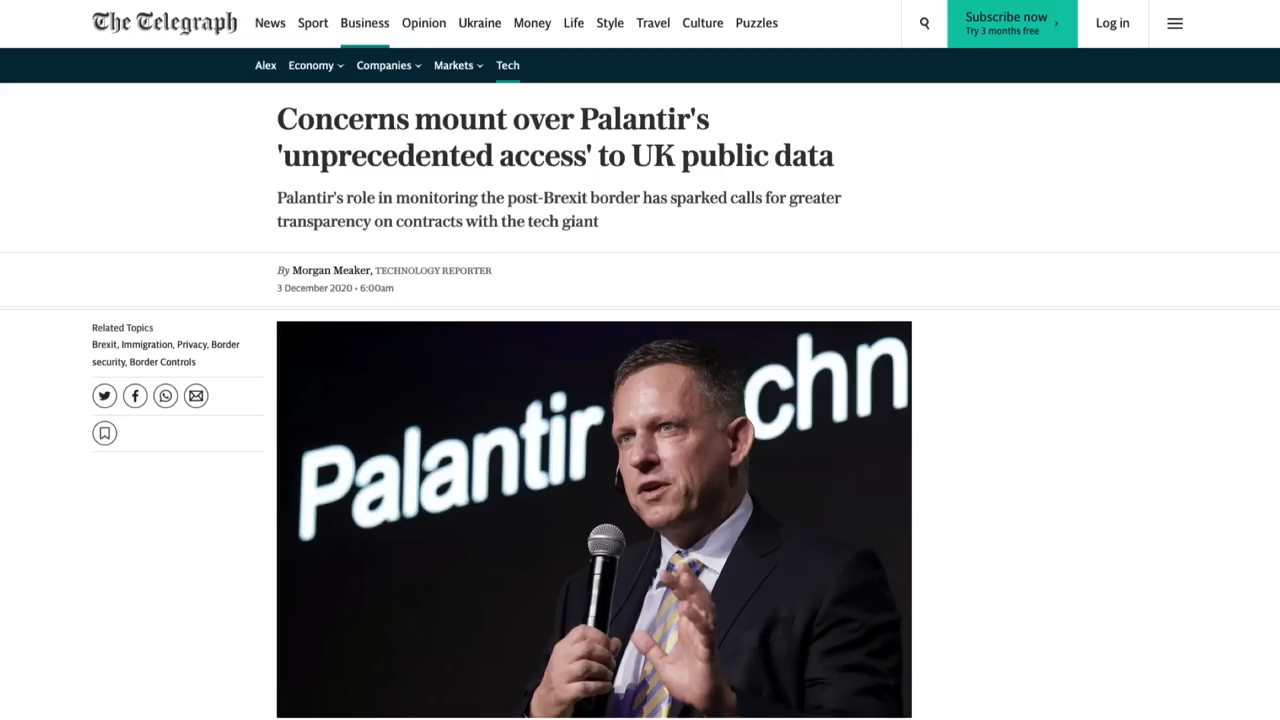 The Telegraph
News Sport Business Opinion Ukraine Money Life Style Travel Culture Puzzles
Subscribe now ›
Try 3 months free
Log in
Alex Economy Companies Markets Tech
Concerns mount over Palantir's
'unprecedented access' to UK public data
Palantir's role in monitoring the post-Brexit border has sparked calls for greater
transparency on contracts with the tech giant
By Morgan Meaker, TECHNOLOGY REPORTER
3 December 2020 • 6:00am
Related Topics
Brexit, Immigration, Privacy, Border
security, Border Controls
Palantir chn